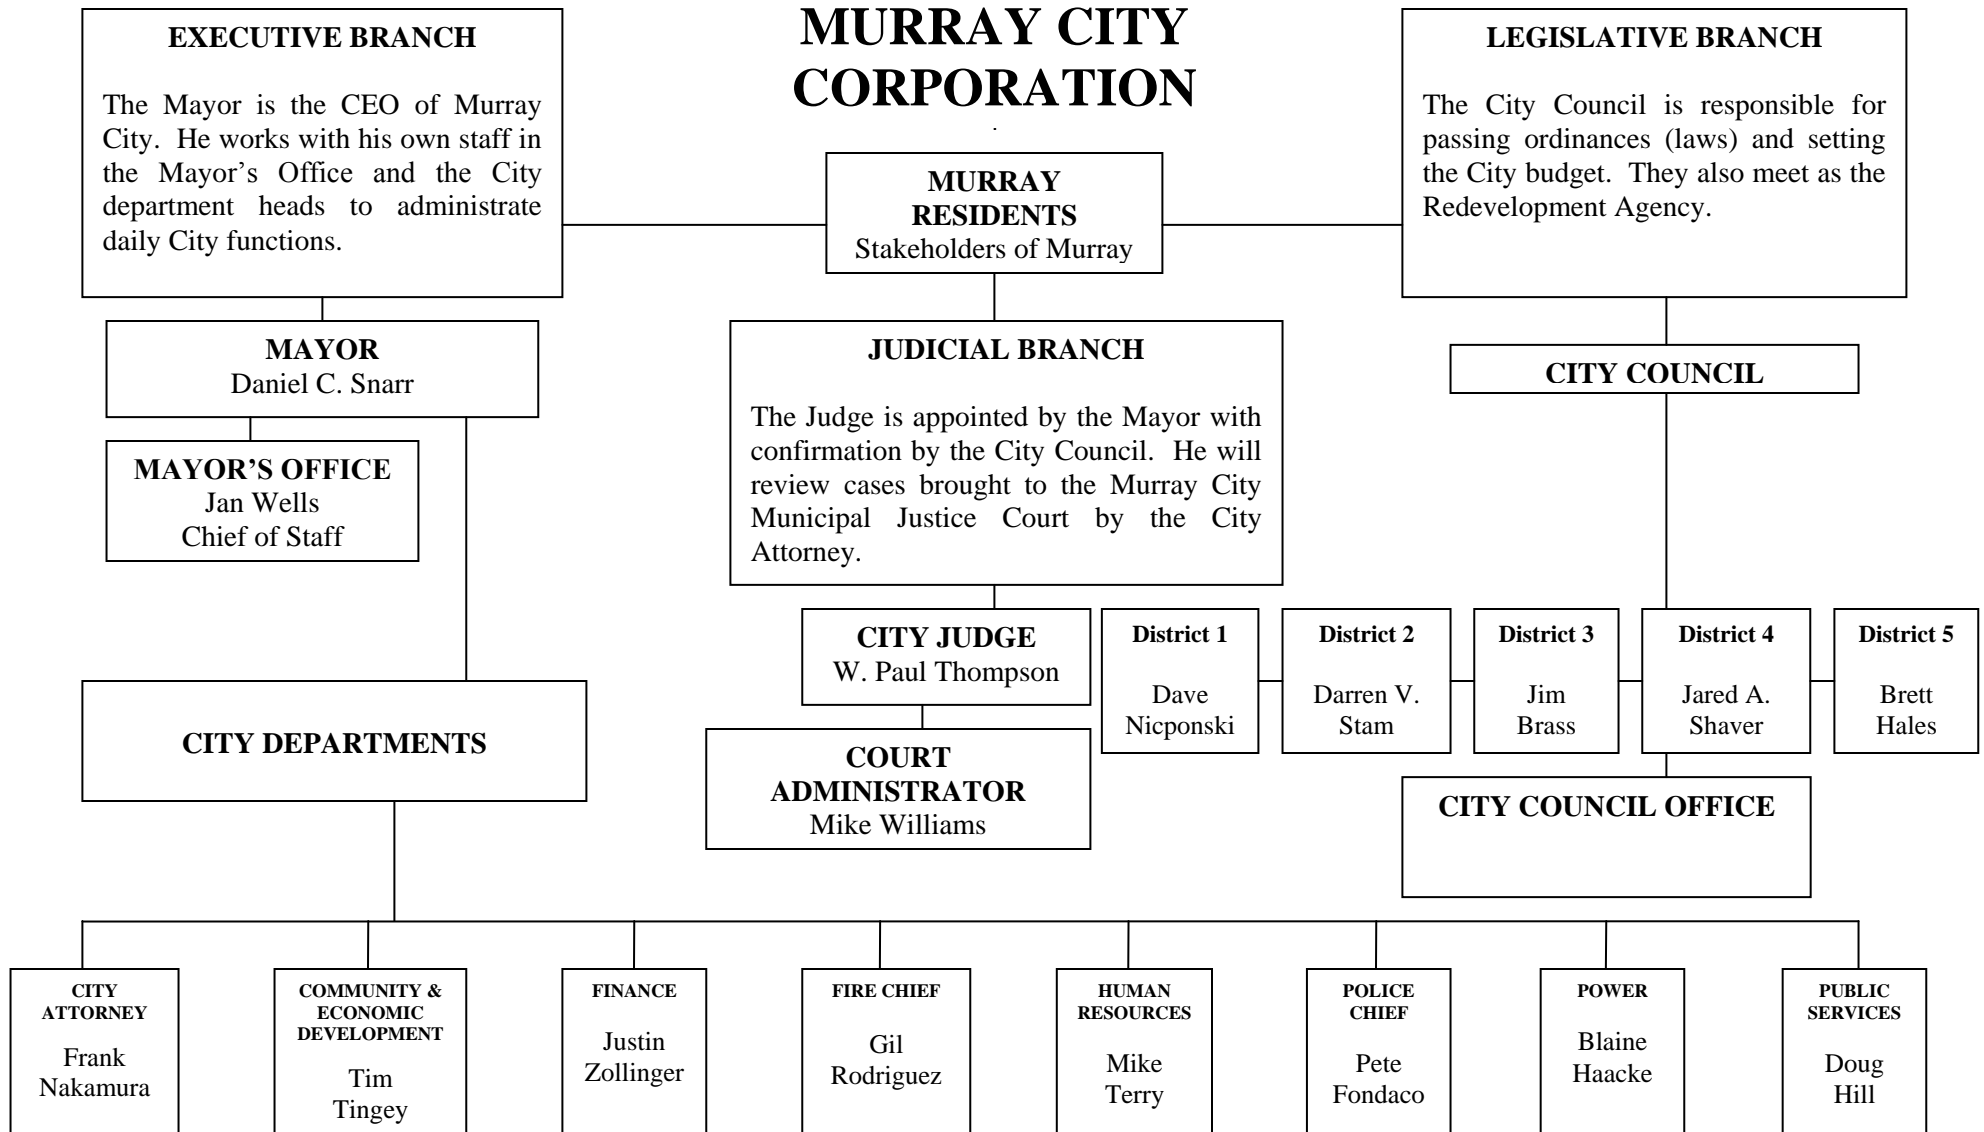 MURRAY CITY
CORPORATION
.
EXECUTIVE BRANCH
The Mayor is the CEO of Murray
City. He works with his own staff in
the Mayor’s Office and the City
department heads to administrate
daily City functions.
MURRAY
RESIDENTS
Stakeholders of Murray
LEGISLATIVE BRANCH
The City Council is responsible for
passing ordinances (laws) and setting
the City budget. They also meet as the
Redevelopment Agency.
MAYOR
Daniel C. Snarr
MAYOR’S OFFICE
Jan Wells
Chief of Staff
JUDICIAL BRANCH
The Judge is appointed by the Mayor with
confirmation by the City Council. He will
review cases brought to the Murray City
Municipal Justice Court by the City
Attorney.
CITY COUNCIL
CITY JUDGE
W. Paul Thompson
COURT
ADMINISTRATOR
Mike Williams
District 1
Dave
Nicponski
District 2
Darren V.
Stam
District 3
Jim
Brass
District 4
Jared A.
Shaver
District 5
Brett
Hales
CITY COUNCIL OFFICE
CITY DEPARTMENTS
CITY
ATTORNEY
Frank
Nakamura
COMMUNITY &
ECONOMIC
DEVELOPMENT
Tim
Tingey
FINANCE
Justin
Zollinger
FIRE CHIEF
Gil
Rodriguez
HUMAN
RESOURCES
Mike
Terry
POLICE
CHIEF
Pete
Fondaco
POWER
Blaine
Haacke
PUBLIC
SERVICES
Doug
Hill